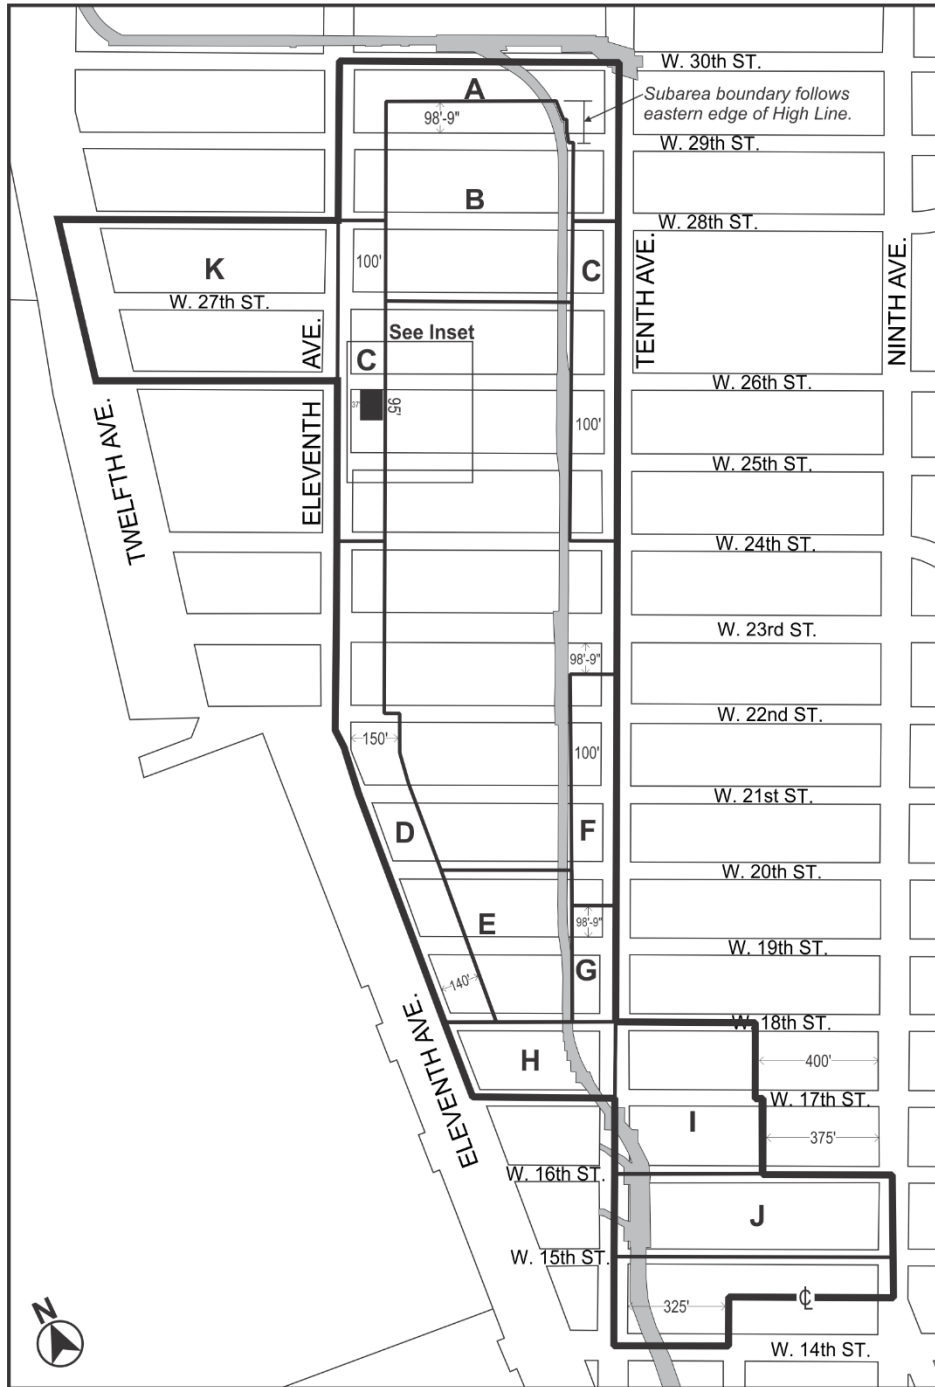 W. 30th ST.
A
Subarea boundary follows
eastern edge of High Line.
98'-9"
W. 29th ST.
B
W. 28th ST.
K
100'
C
TENTH AVE.
NINTH AVE.
W. 27th ST.
AVE.
See Inset
C
W. 26th ST.
37'
95'
TWELFTH AVE.
ELEVENTH
100'
W. 25th ST.
W. 24th ST.
W. 23rd ST.
98'-9"
W. 22nd ST.
150'
100'
W. 21st ST.
D
F
W. 20th ST.
E
98'-9"
W. 19th ST.
G
140'
ELEVENTH AVE.
W. 18th ST.
H
400'
W. 17th ST.
I
375'
W. 16th ST.
J
W. 15th ST.
℄
325'
N
W. 14th ST.